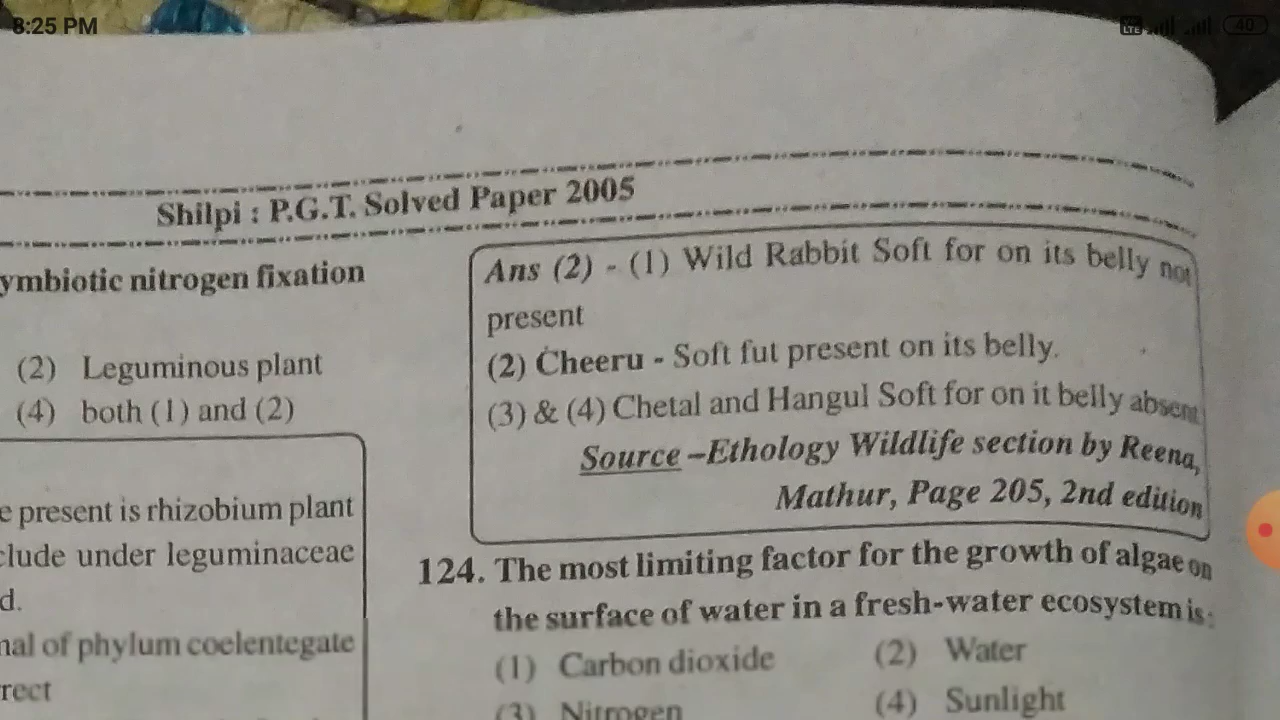 8:25 PM
LTE
40
Shilpi : P.G.T. Solved Paper 2005
ymbiotic nitrogen fixation
(2) Leguminous plant
(4) both (1) and (2)
e present is rhizobium plant
clude under leguminaceae
d.
nal of phylum coelentegate
rect
Ans (2) - (1) Wild Rabbit Soft for on its belly not
present
(2) Cheeru - Soft fut present on its belly.
(3) & (4) Chetal and Hangul Soft for on it belly absent
Source –Ethology Wildlife section by Reena,
Mathur, Page 205, 2nd edition
124. The most limiting factor for the growth of algae on
the surface of water in a fresh-water ecosystem is:
(1) Carbon dioxide (2) Water
(3) Nitrogen (4) Sunlight